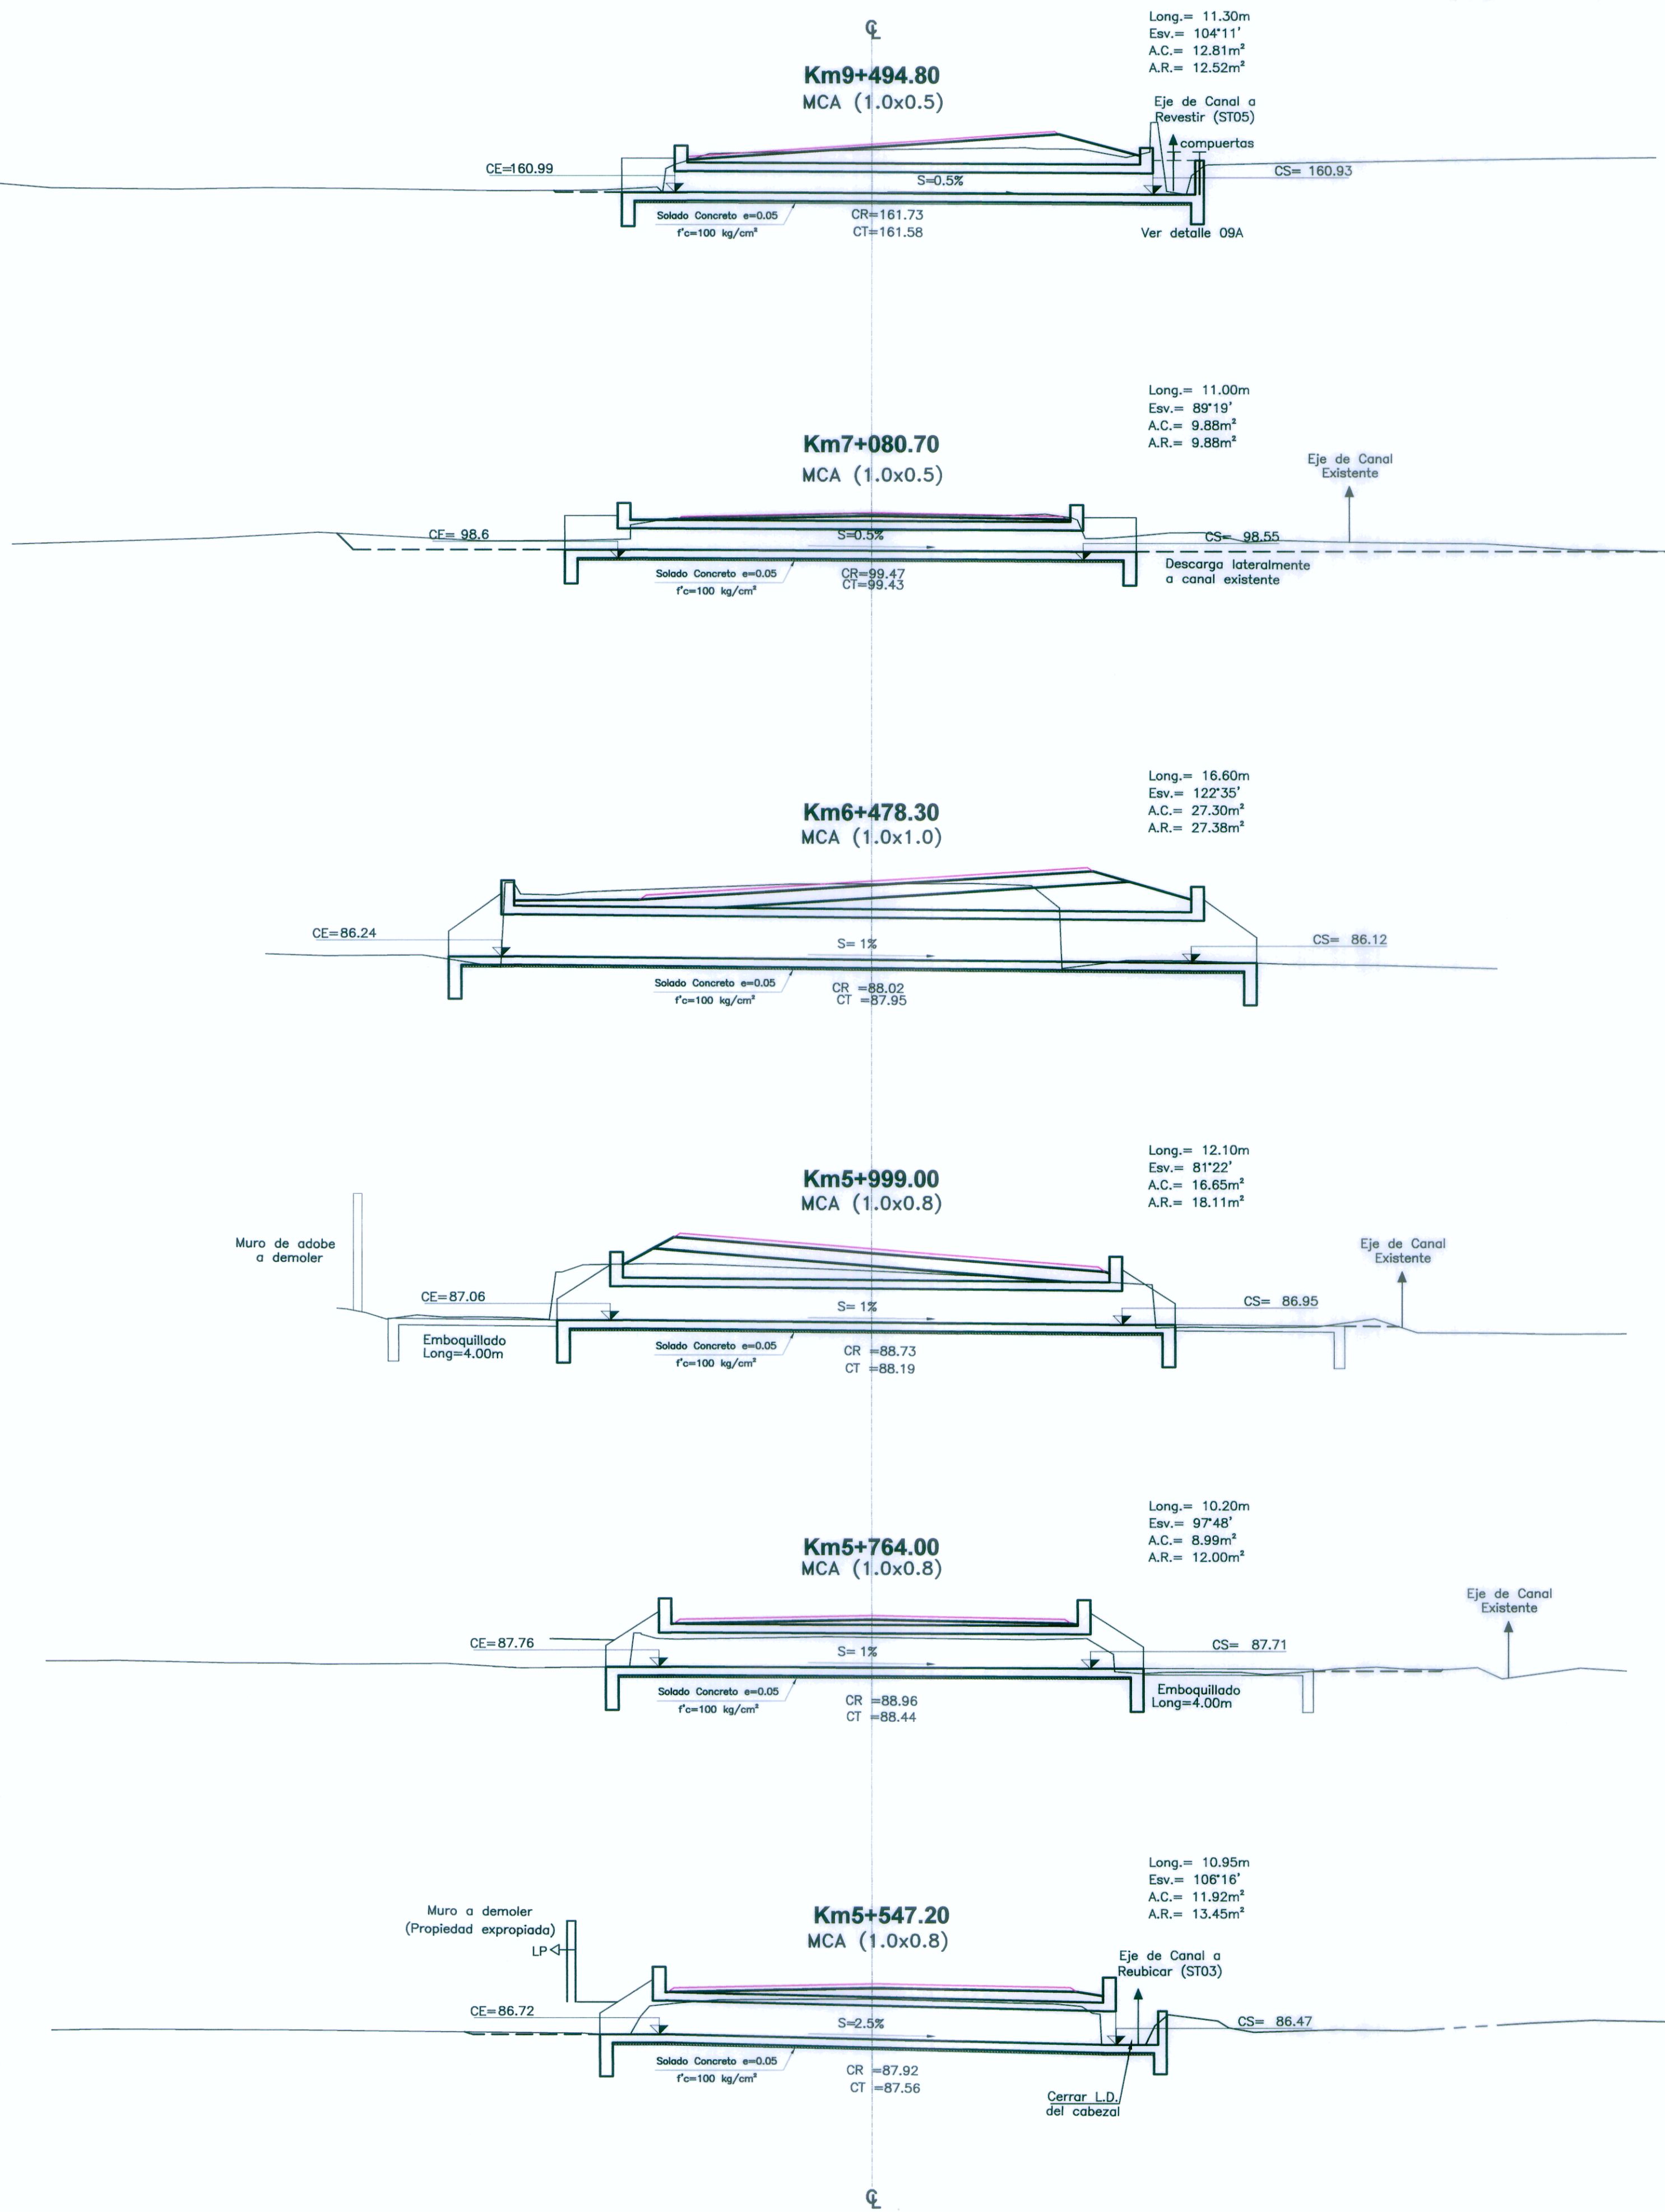 ℄
Long.= 11.30m
Esv.= 104°11'
A.C.= 12.81m²
A.R.= 12.52m²
Km9+494.80
MCA (1.0x0.5)
Eje de Canal a
Revestir (ST05)
compuertas
CE=160.99
S=0.5%
CS= 160.93
Solado Concreto e=0.05
f'c=100 kg/cm²
CR=161.73
CT=161.58
Ver detalle 09A
Long.= 11.00m
Esv.= 89°19'
A.C.= 9.88m²
A.R.= 9.88m²
Km7+080.70
MCA (1.0x0.5)
Eje de Canal
Existente
CE= 98.6
S=0.5%
CS= 98.55
Solado Concreto e=0.05
f'c=100 kg/cm²
CR=99.47
CT=99.43
Descarga lateralmente
a canal existente
Long.= 16.60m
Esv.= 122°35'
A.C.= 27.30m²
A.R.= 27.38m²
Km6+478.30
MCA (1.0x1.0)
CE=86.24
S= 1%
CS= 86.12
Solado Concreto e=0.05
f'c=100 kg/cm²
CR =88.02
CT =87.95
Long.= 12.10m
Esv.= 81°22'
A.C.= 16.65m²
A.R.= 18.11m²
Km5+999.00
MCA (1.0x0.8)
Muro de adobe
a demoler
Eje de Canal
Existente
CE=87.06
S= 1%
CS= 86.95
Emboquillado
Long=4.00m
Solado Concreto e=0.05
f'c=100 kg/cm²
CR =88.73
CT =88.19
Long.= 10.20m
Esv.= 97°48'
A.C.= 8.99m²
A.R.= 12.00m²
Km5+764.00
MCA (1.0x0.8)
Eje de Canal
Existente
CE=87.76
S= 1%
CS= 87.71
Solado Concreto e=0.05
f'c=100 kg/cm²
CR =88.96
CT =88.44
Emboquillado
Long=4.00m
Long.= 10.95m
Esv.= 106°16'
A.C.= 11.92m²
A.R.= 13.45m²
Km5+547.20
MCA (1.0x0.8)
Muro a demoler
(Propiedad expropiada)
LP
Eje de Canal a
Reubicar (ST03)
CE=86.72
S=2.5%
CS= 86.47
Solado Concreto e=0.05
f'c=100 kg/cm²
CR =87.92
CT =87.56
Cerrar L.D.
del cabezal
℄